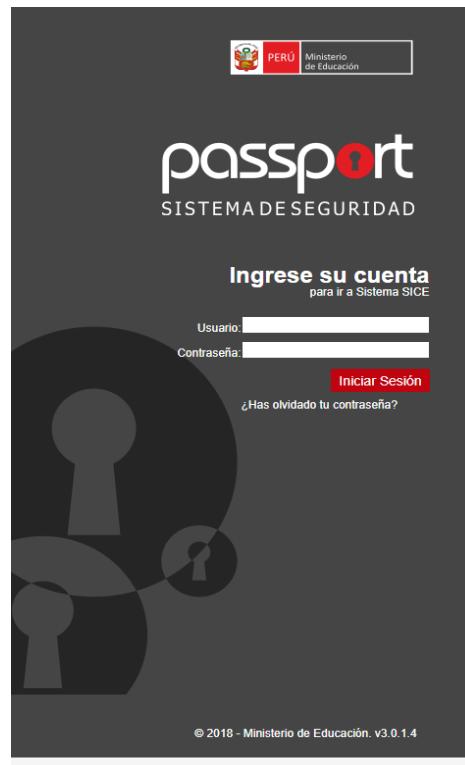 PERÚ
Ministerio
de Educación
passport
SISTEMA DE SEGURIDAD
Ingrese su cuenta
para ir a Sistema SICE
Usuario:
Contraseña:
Iniciar Sesión
¿Has olvidado tu contraseña?
© 2018 - Ministerio de Educación. v3.0.1.4